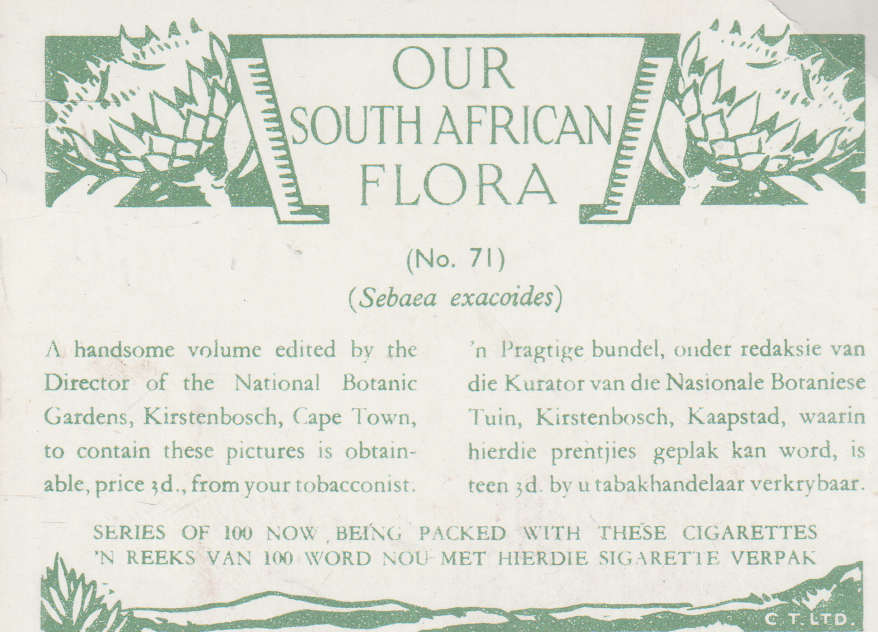 OUR
SOUTH AFRICAN
FLORA
(No. 71)
(Sebaea exacoides)
A handsome volume edited by the
Director of the National Botanic
Gardens, Kirstenbosch, Cape Town,
to contain these pictures is obtain-
able, price 3d., from your tobacconist.
'n Pragtige bundel, onder redaksie van
die Kurator van die Nasionale Botaniese
Tuin, Kirstenbosch, Kaapstad, waarin
hierdie prentjies geplak kan word, is
teen 3d. by u tabakhandelaar verkrybaar.
SERIES OF 100 NOW BEING PACKED WITH THESE CIGARETTES
'N REEKS VAN 100 WORD NOU MET HIERDIE SIGARETTE VERPAK
C.T. LTD.